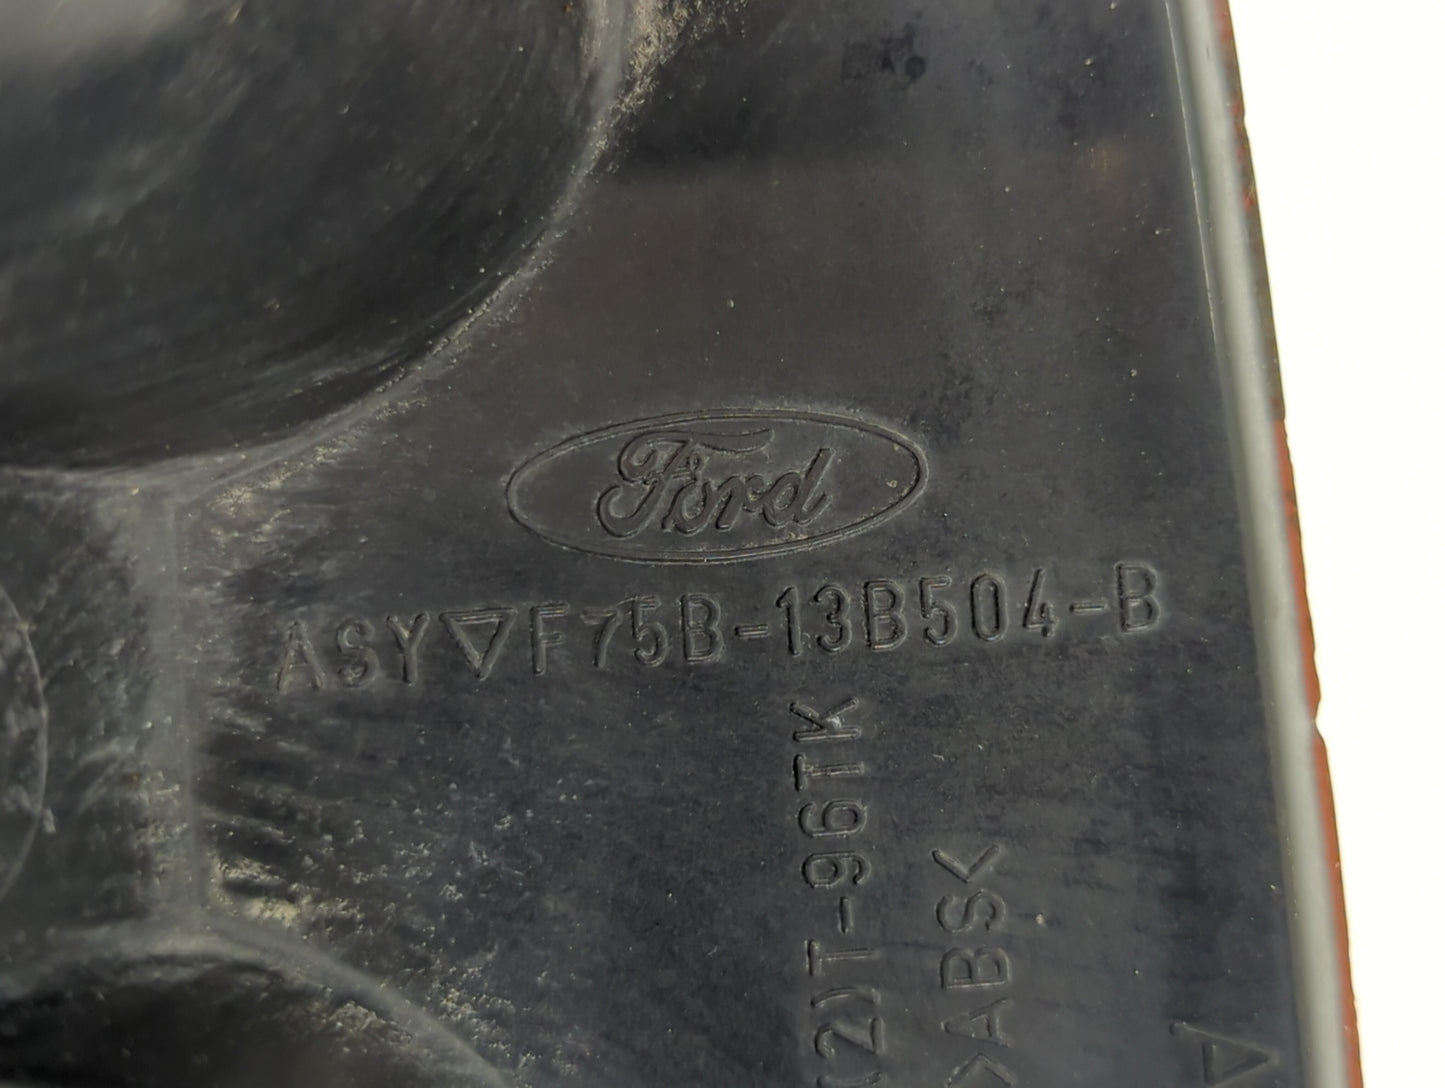 Ford
ASY▽F75B-13B504-B
(2)T-96TK
>ABS<